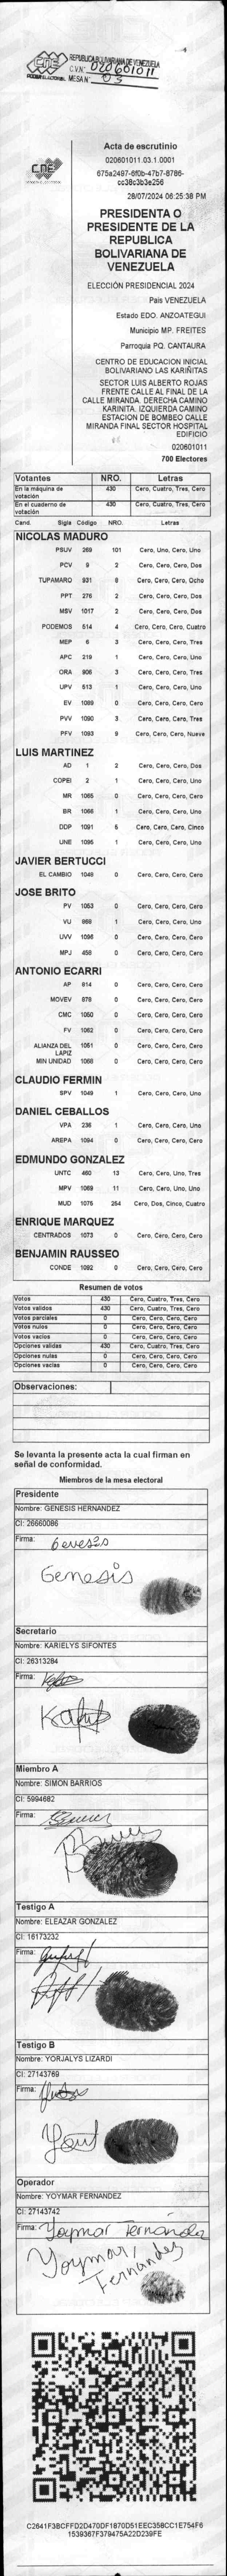 REPUBLICA BOLIVARIANA DE VENEZUELA
C.V.N° 020601011
PODER ELECTORAL MESA N° 03
CNE
Acta de escrutinio
020601011.03.1.0001
675a2497-6f0b-47b7-8786-
cc38c3b3e256
28/07/2024 06:25:38 PM
PRESIDENTA O
PRESIDENTE DE LA
REPUBLICA
BOLIVARIANA DE
VENEZUELA
ELECCIÓN PRESIDENCIAL 2024
País VENEZUELA
Estado EDO. ANZOATEGUI
Municipio MP. FREITES
Parroquia PQ. CANTAURA
CENTRO DE EDUCACION INICIAL
BOLIVARIANO LAS KARIÑITAS
SECTOR LUIS ALBERTO ROJAS
FRENTE CALLE AL FINAL DE LA
CALLE MIRANDA. DERECHA CAMINO
KARINITA. IZQUIERDA CAMINO
ESTACION DE BOMBEO CALLE
MIRANDA FINAL SECTOR HOSPITAL
EDIFICIO
020601011
700 Electores
Votantes NRO. Letras
En la máquina de votación 430 Cero, Cuatro, Tres, Cero
En el cuaderno de votación 430 Cero, Cuatro, Tres, Cero
Cand. Sigla Código NRO. Letras
NICOLAS MADURO
PSUV 269 101 Cero, Uno, Cero, Uno
PCV 9 2 Cero, Cero, Cero, Dos
TUPAMARO 931 8 Cero, Cero, Cero, Ocho
PPT 276 2 Cero, Cero, Cero, Dos
MSV 1017 2 Cero, Cero, Cero, Dos
PODEMOS 514 4 Cero, Cero, Cero, Cuatro
MEP 6 3 Cero, Cero, Cero, Tres
APC 219 1 Cero, Cero, Cero, Uno
ORA 906 3 Cero, Cero, Cero, Tres
UPV 513 1 Cero, Cero, Cero, Uno
EV 1089 0 Cero, Cero, Cero, Cero
PVV 1090 3 Cero, Cero, Cero, Tres
PFV 1093 9 Cero, Cero, Cero, Nueve
LUIS MARTINEZ
AD 1 2 Cero, Cero, Cero, Dos
COPEI 2 1 Cero, Cero, Cero, Uno
MR 1065 0 Cero, Cero, Cero, Cero
BR 1066 1 Cero, Cero, Cero, Uno
DDP 1091 5 Cero, Cero, Cero, Cinco
UNE 1095 1 Cero, Cero, Cero, Uno
JAVIER BERTUCCI
EL CAMBIO 1048 0 Cero, Cero, Cero, Cero
JOSE BRITO
PV 1053 0 Cero, Cero, Cero, Cero
VU 869 1 Cero, Cero, Cero, Uno
UVV 1096 0 Cero, Cero, Cero, Cero
MPJ 456 0 Cero, Cero, Cero, Cero
ANTONIO ECARRI
AP 814 0 Cero, Cero, Cero, Cero
MOVEV 878 0 Cero, Cero, Cero, Cero
CMC 1050 0 Cero, Cero, Cero, Cero
FV 1062 0 Cero, Cero, Cero, Cero
ALIANZA DEL LAPIZ 1051 0 Cero, Cero, Cero, Cero
MIN UNIDAD 1068 0 Cero, Cero, Cero, Cero
CLAUDIO FERMIN
SPV 1049 1 Cero, Cero, Cero, Uno
DANIEL CEBALLOS
VPA 236 1 Cero, Cero, Cero, Uno
AREPA 1094 0 Cero, Cero, Cero, Cero
EDMUNDO GONZALEZ
UNTC 460 13 Cero, Cero, Uno, Tres
MPV 1069 11 Cero, Cero, Uno, Uno
MUD 1075 254 Cero, Dos, Cinco, Cuatro
ENRIQUE MARQUEZ
CENTRADOS 1073 0 Cero, Cero, Cero, Cero
BENJAMIN RAUSSEO
CONDE 1092 0 Cero, Cero, Cero, Cero
Resumen de votos
Votos 430 Cero, Cuatro, Tres, Cero
Votos validos 430 Cero, Cuatro, Tres, Cero
Votos parciales 0 Cero, Cero, Cero, Cero
Votos nulos 0 Cero, Cero, Cero, Cero
Votos vacios 0 Cero, Cero, Cero, Cero
Opciones validas 430 Cero, Cuatro, Tres, Cero
Opciones nulas 0 Cero, Cero, Cero, Cero
Opciones vacias 0 Cero, Cero, Cero, Cero
Observaciones:
Se levanta la presente acta la cual firman en
señal de conformidad.
Miembros de la mesa electoral
Presidente
Nombre: GENESIS HERNANDEZ
CI: 26660086
Firma: Genesis
Genesis
Secretario
Nombre: KARIELYS SIFONTES
CI: 26313284
Firma:
Miembro A
Nombre: SIMON BARRIOS
CI: 5994682
Firma:
Testigo A
Nombre: ELEAZAR GONZALEZ
CI: 16173232
Firma:
Testigo B
Nombre: YORJALYS LIZARDI
CI: 27143769
Firma:
Operador
Nombre: YOYMAR FERNANDEZ
CI: 27143742
Firma: Yoymar Fernandez
Yoymar Fernandez
C2641F3BCFFD2D470DF1870D51EEC358CC1E754F6
1539367F379475A22D239FE